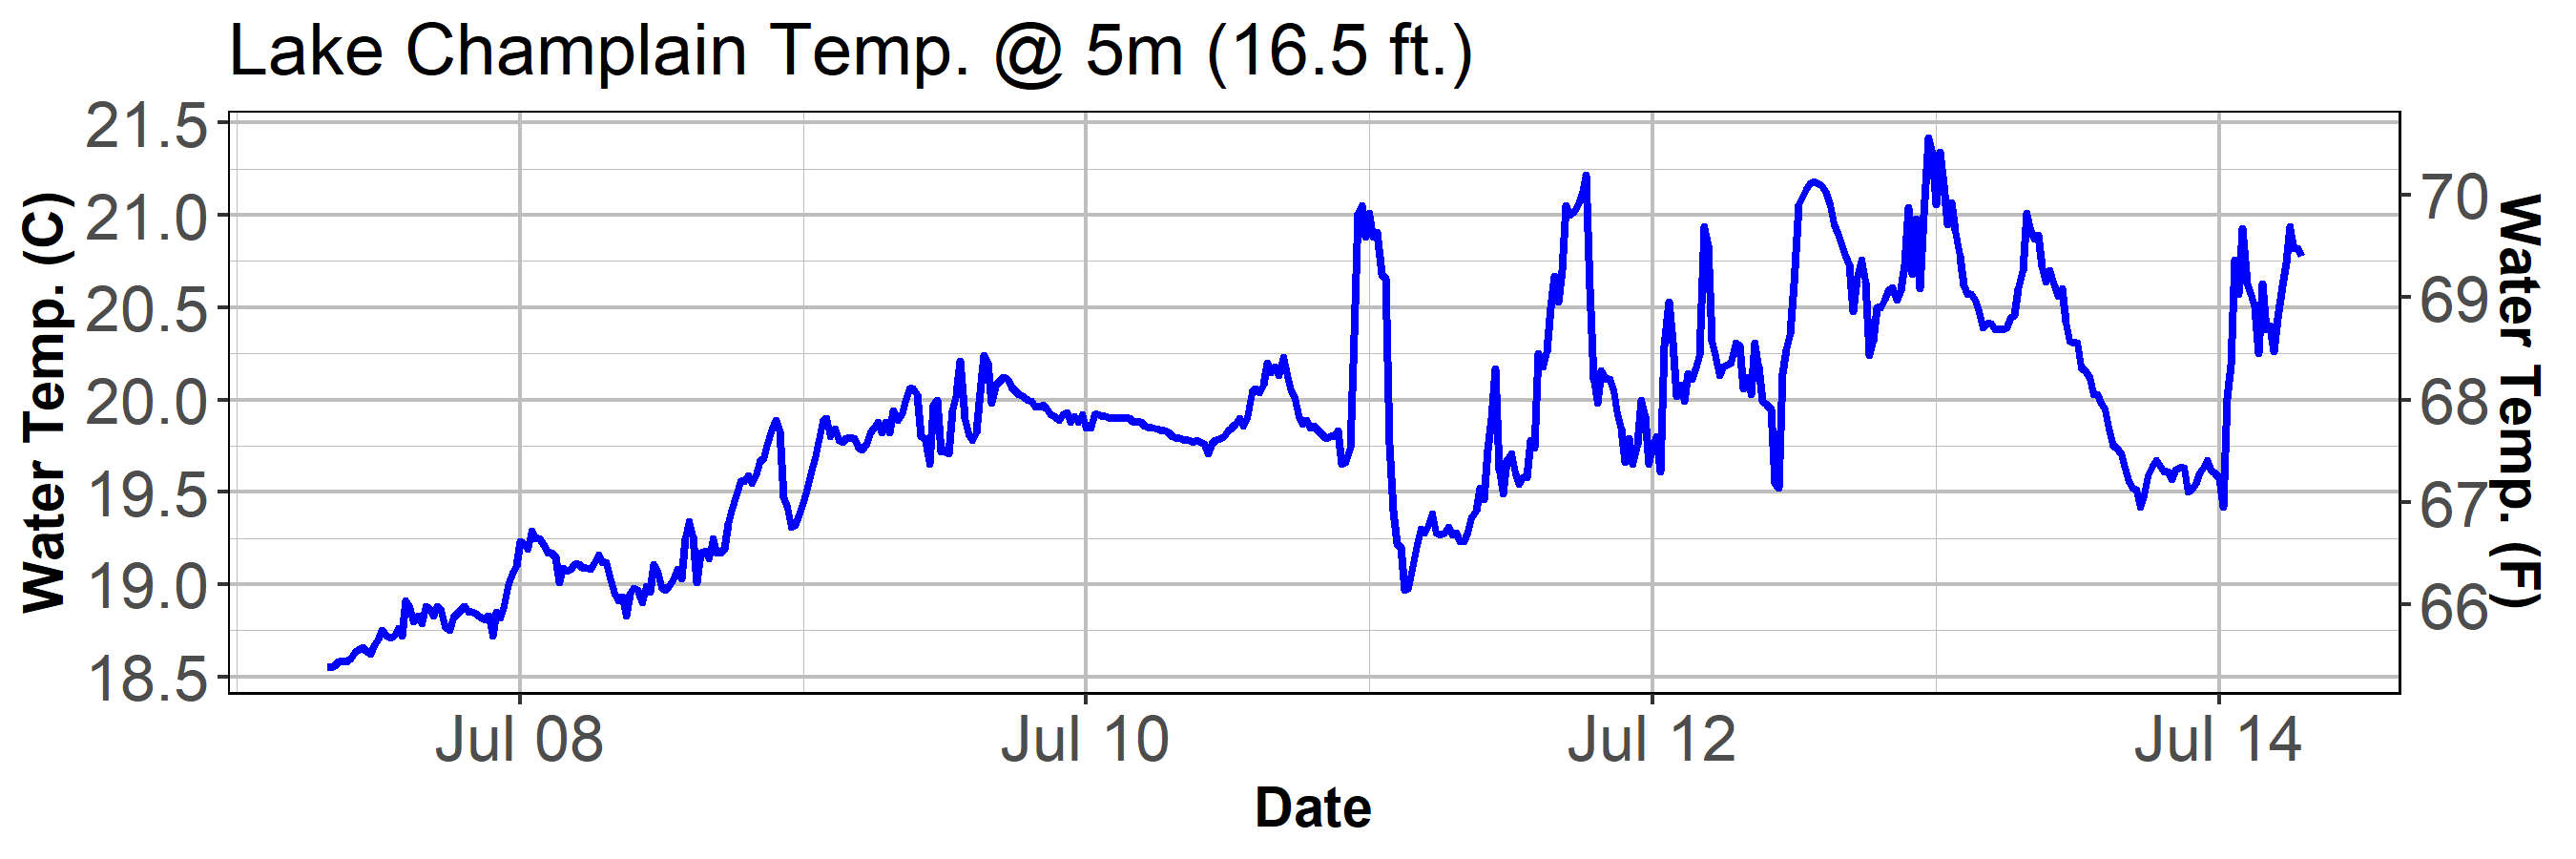 Lake Champlain Temp. @ 5m (16.5 ft.)
Water Temp. (C)
21.5
21.0
20.5
20.0
19.5
19.0
18.5
70
69
68
67
66
Water Temp. (F)
Jul 08 Jul 10 Jul 12 Jul 14
Date